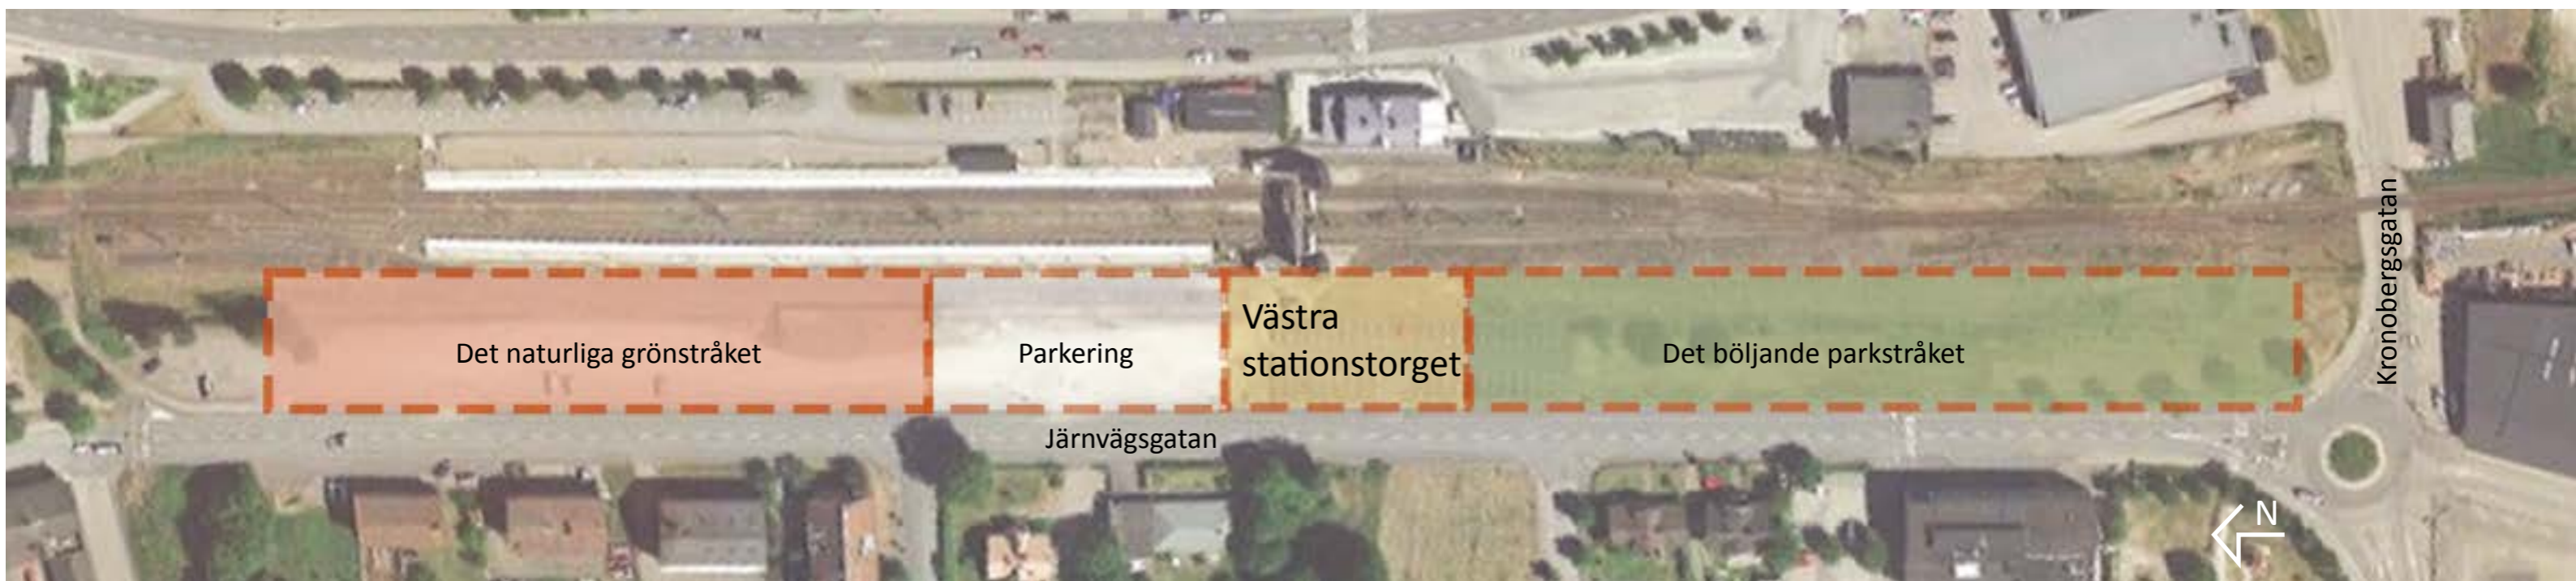 Det naturliga grönstråket
Parkering
Västra
stationstorget
Det böljande parkstråket
Kronobergsgatan
Järnvägsgatan
N